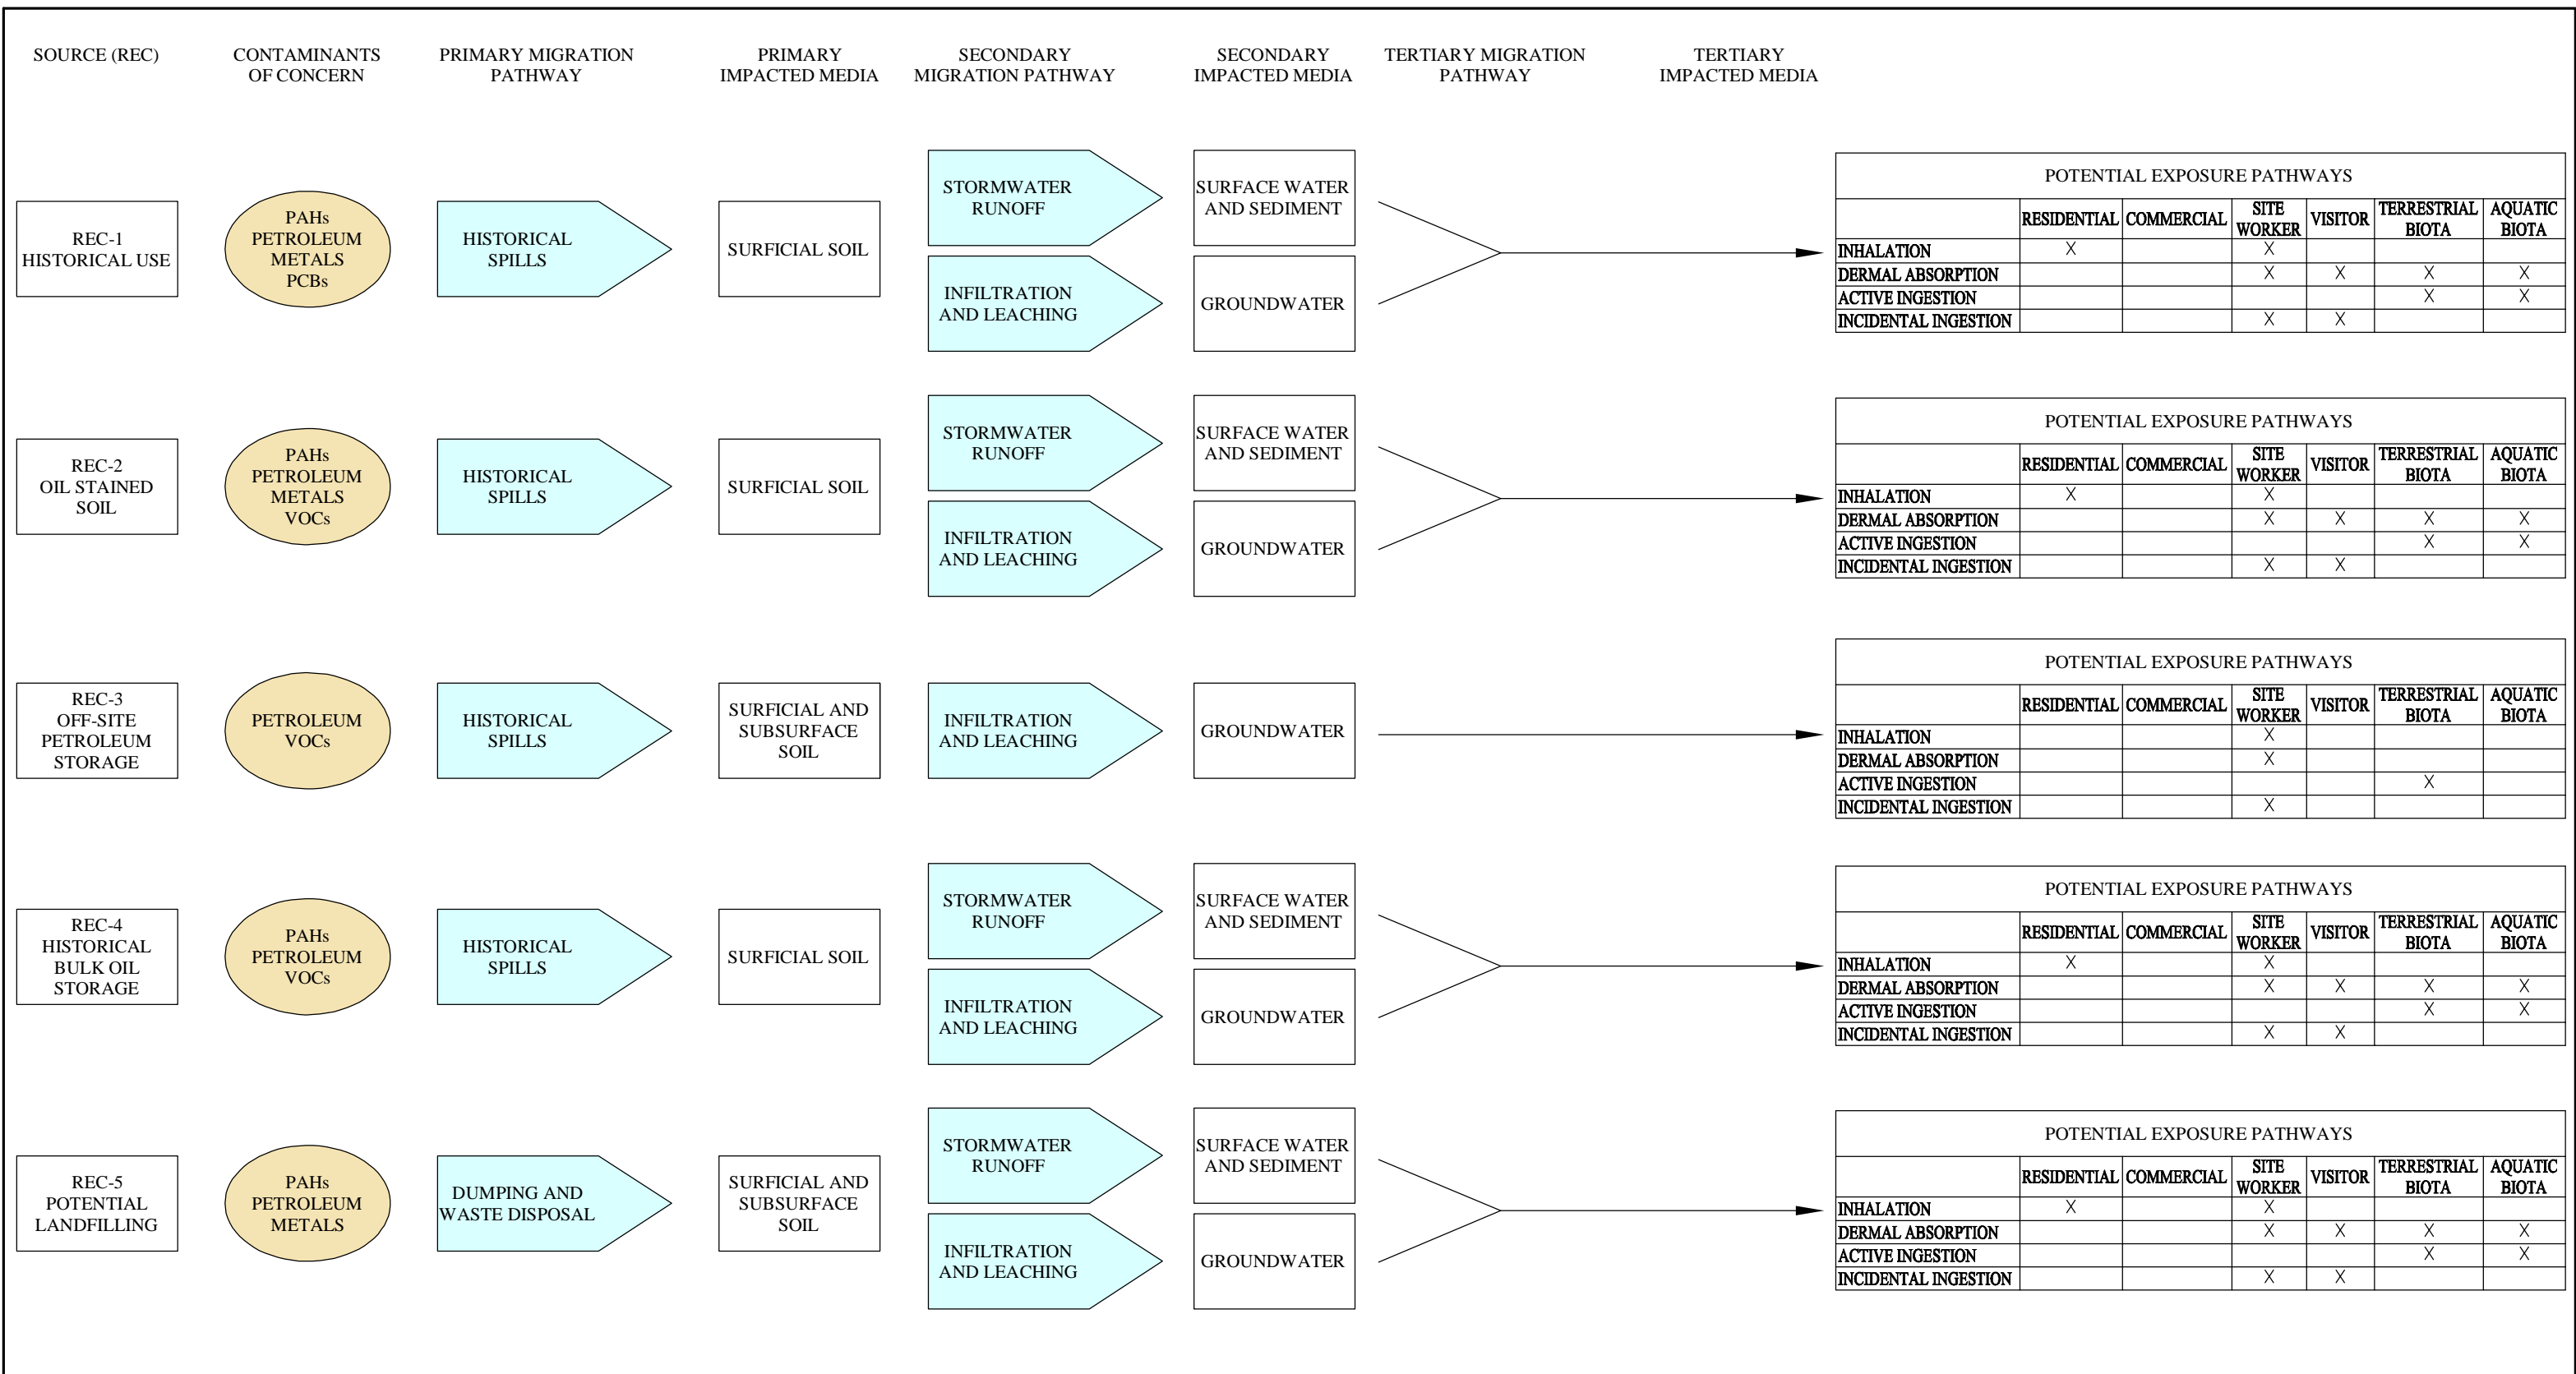 SOURCE (REC)
CONTAMINANTS
OF CONCERN
PRIMARY MIGRATION
PATHWAY
PRIMARY
IMPACTED MEDIA
SECONDARY
MIGRATION PATHWAY
SECONDARY
IMPACTED MEDIA
TERTIARY MIGRATION
PATHWAY
TERTIARY
IMPACTED MEDIA
REC-1
HISTORICAL USE
PAHs
PETROLEUM
METALS
PCBs
HISTORICAL
SPILLS
SURFICIAL SOIL
STORMWATER
RUNOFF
INFILTRATION
AND LEACHING
SURFACE WATER
AND SEDIMENT
GROUNDWATER
POTENTIAL EXPOSURE PATHWAYS
RESIDENTIAL COMMERCIAL SITE WORKER VISITOR TERRESTRIAL BIOTA AQUATIC BIOTA
INHALATION X X
DERMAL ABSORPTION X X X X
ACTIVE INGESTION X X
INCIDENTAL INGESTION X X
REC-2
OIL STAINED
SOIL
PAHs
PETROLEUM
METALS
VOCs
HISTORICAL
SPILLS
SURFICIAL SOIL
STORMWATER
RUNOFF
INFILTRATION
AND LEACHING
SURFACE WATER
AND SEDIMENT
GROUNDWATER
POTENTIAL EXPOSURE PATHWAYS
RESIDENTIAL COMMERCIAL SITE WORKER VISITOR TERRESTRIAL BIOTA AQUATIC BIOTA
INHALATION X X
DERMAL ABSORPTION X X X X
ACTIVE INGESTION X X
INCIDENTAL INGESTION X X
REC-3
OFF-SITE
PETROLEUM
STORAGE
PETROLEUM
VOCs
HISTORICAL
SPILLS
SURFICIAL AND
SUBSURFACE
SOIL
INFILTRATION
AND LEACHING
GROUNDWATER
POTENTIAL EXPOSURE PATHWAYS
RESIDENTIAL COMMERCIAL SITE WORKER VISITOR TERRESTRIAL BIOTA AQUATIC BIOTA
INHALATION X
DERMAL ABSORPTION X
ACTIVE INGESTION X
INCIDENTAL INGESTION X
REC-4
HISTORICAL
BULK OIL
STORAGE
PAHs
PETROLEUM
VOCs
HISTORICAL
SPILLS
SURFICIAL SOIL
STORMWATER
RUNOFF
INFILTRATION
AND LEACHING
SURFACE WATER
AND SEDIMENT
GROUNDWATER
POTENTIAL EXPOSURE PATHWAYS
RESIDENTIAL COMMERCIAL SITE WORKER VISITOR TERRESTRIAL BIOTA AQUATIC BIOTA
INHALATION X X
DERMAL ABSORPTION X X X X
ACTIVE INGESTION X X
INCIDENTAL INGESTION X X
REC-5
POTENTIAL
LANDFILLING
PAHs
PETROLEUM
METALS
DUMPING AND
WASTE DISPOSAL
SURFICIAL AND
SUBSURFACE
SOIL
STORMWATER
RUNOFF
INFILTRATION
AND LEACHING
SURFACE WATER
AND SEDIMENT
GROUNDWATER
POTENTIAL EXPOSURE PATHWAYS
RESIDENTIAL COMMERCIAL SITE WORKER VISITOR TERRESTRIAL BIOTA AQUATIC BIOTA
INHALATION X X
DERMAL ABSORPTION X X X X
ACTIVE INGESTION X X
INCIDENTAL INGESTION X X